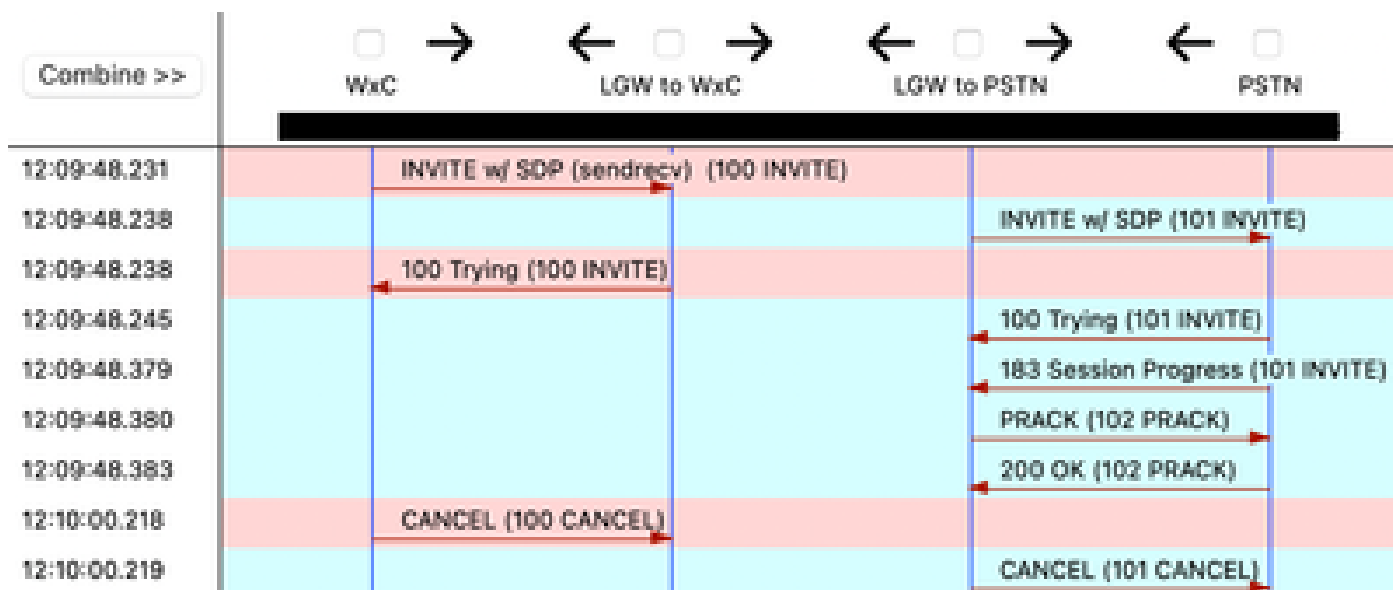 Combine >>
WxC LGW to WxC LGW to PSTN PSTN
12:09:48.231 INVITE w/ SDP (sendrecv) (100 INVITE)
12:09:48.238 INVITE w/ SDP (101 INVITE)
12:09:48.238 100 Trying (100 INVITE)
12:09:48.245 100 Trying (101 INVITE)
12:09:48.379 183 Session Progress (101 INVITE)
12:09:48.380 PRACK (102 PRACK)
12:09:48.383 200 OK (102 PRACK)
12:10:00.218 CANCEL (100 CANCEL)
12:10:00.219 CANCEL (101 CANCEL)